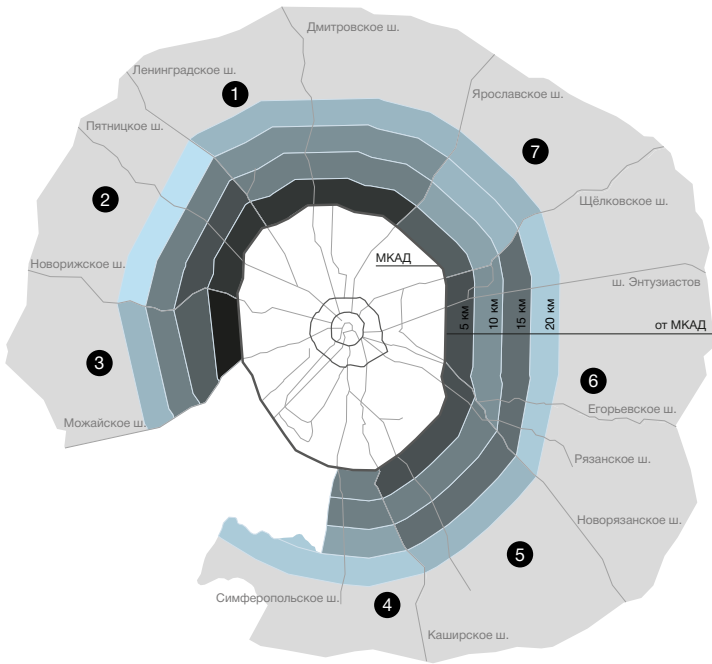 Дмитровское ш.
Ленинградское ш.
1
Ярославское ш.
Пятницкое ш.
7
2
Щёлковское ш.
МКАД
Новорижское ш.
ш. Энтузиастов
5 км
10 км
15 км
20 км
от МКАД
3
6
Егорьевское ш.
Можайское ш.
Рязанское ш.
Новорязанское ш.
5
Симферопольское ш.
4
Каширское ш.